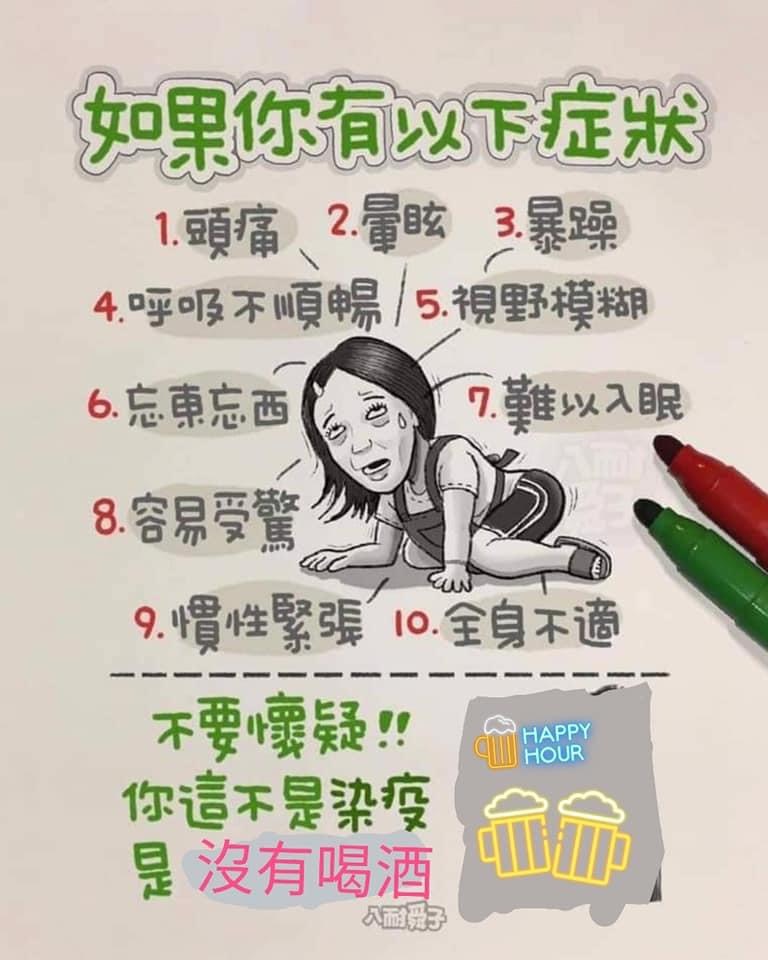 如果你有以下症狀
1.頭痛 2.暈眩 3.暴躁
4.呼吸不順暢 5.視野模糊
6.忘東忘西 7.難以入眠
8.容易受驚
9.慣性緊張 10.全身不適
不要懷疑!!
你這不是染疫
是 沒有喝酒
HAPPY
HOUR
八耐舜子